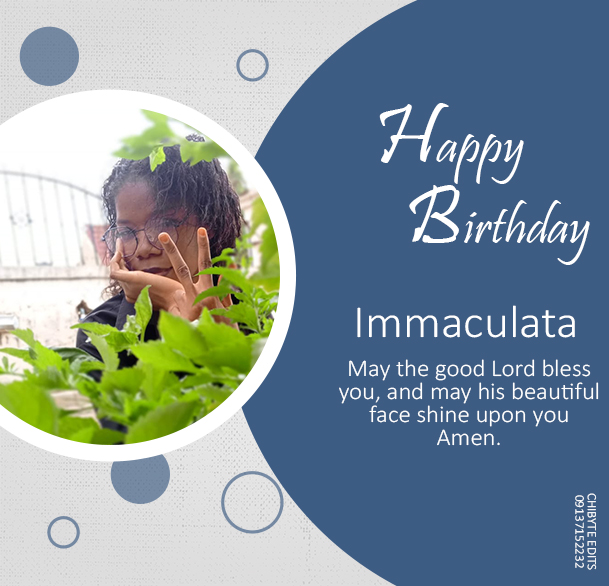 Happy
Birthday
Immaculata
May the good Lord bless
you, and may his beautiful
face shine upon you
Amen.
CHIBYTE EDITS
09137152232